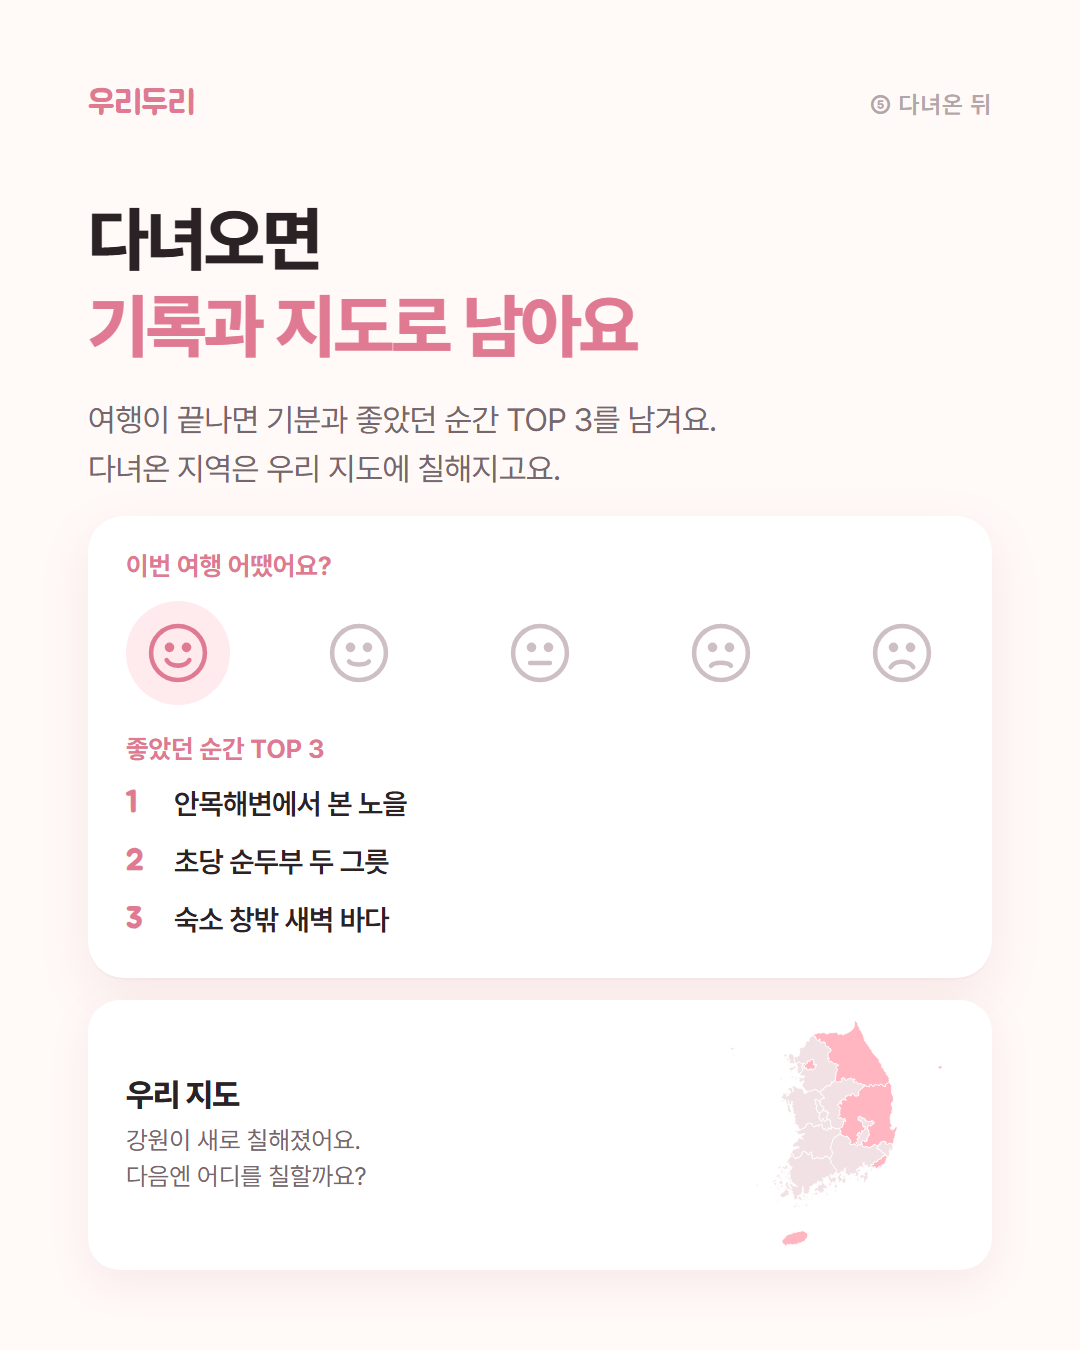 우리두리
⑤ 다녀온 뒤
다녀오면
기록과 지도로 남아요
여행이 끝나면 기분과 좋았던 순간 TOP 3를 남겨요.
다녀온 지역은 우리 지도에 칠해지고요.
이번 여행 어땠어요?
좋았던 순간 TOP 3
1 안목해변에서 본 노을
2 초당 순두부 두 그릇
3 숙소 창밖 새벽 바다
우리 지도
강원이 새로 칠해졌어요.
다음엔 어디를 칠할까요?